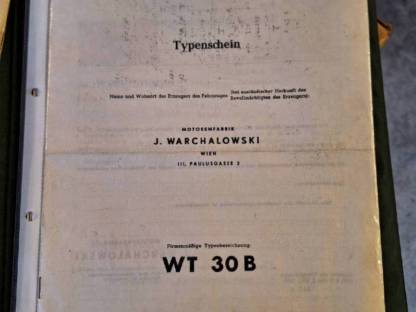 Typenschein
Name und Wohnort des Erzeugers des Fahrzeuges (bei ausländischer Herkunft des
Bevollmächtigten des Erzeugers):
MOTORENFABRIK
J. WARCHALOWSKI
WIEN
III, PAULUSGASSE 3
Firmenmäßige Typenbezeichnung:
WT 30 B